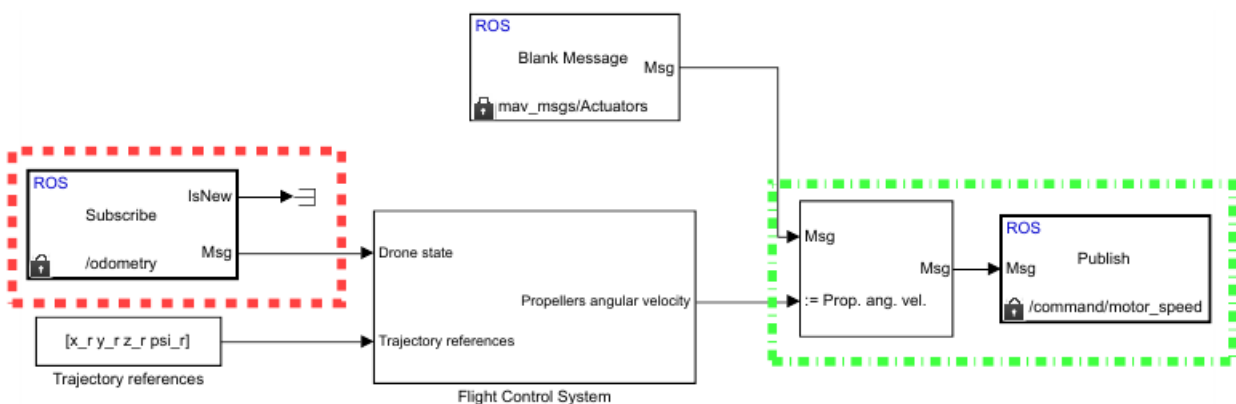 ROS
Blank Message
Msg
mav_msgs/Actuators
ROS
IsNew
Subscribe
Msg
/odometry
[x_r y_r z_r psi_r]
Trajectory references
Drone state
Propellers angular velocity
Trajectory references
Flight Control System
Msg
Msg
:= Prop. ang. vel.
ROS
Publish
Msg
/command/motor_speed